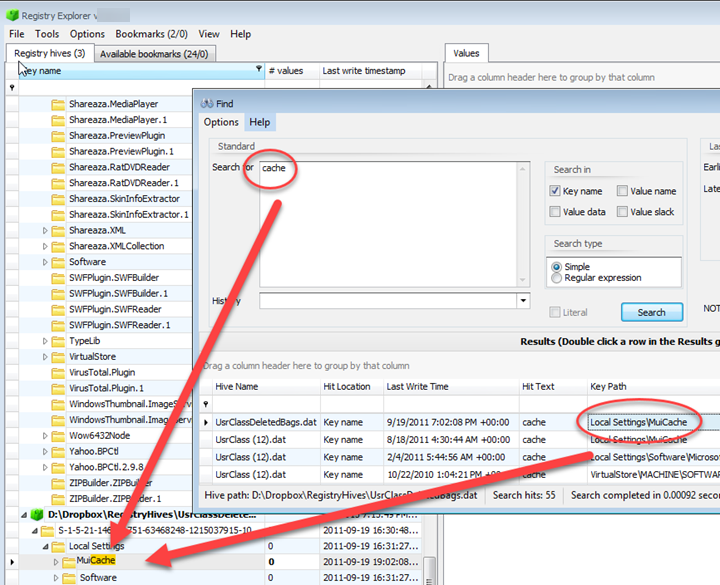 Registry Explorer v
File Tools Options Bookmarks (2/0) View Help
Registry hives (3) Available bookmarks (24/0)
Values
Key name # values Last write timestamp
Drag a column header here to group by that column
Shareaza.MediaPlayer
Shareaza.MediaPlayer.1
Shareaza.PreviewPlugin
Shareaza.PreviewPlugin.1
Shareaza.RatDVDReader
Shareaza.RatDVDReader.1
Shareaza.SkinInfoExtractor
Shareaza.SkinInfoExtractor.1
Shareaza.XML
Shareaza.XMLCollection
Software
SWFPlugin.SWFBuilder
SWFPlugin.SWFBuilder.1
SWFPlugin.SWFReader
SWFPlugin.SWFReader.1
TypeLib
VirtualStore
VirusTotal.Plugin
VirusTotal.Plugin.1
WindowsThumbnail.ImageServ
WindowsThumbnail.ImageServ
Wow6432Node
Yahoo.BPCtl
Yahoo.BPCtl.2.9.8
ZIPBuilder.ZIPBuilder
ZIPBuilder.ZIPBuilder.1
D:\Dropbox\RegistryHives\UsrClassDelete...
2011-09-19 16:30:48...
Local Settings 0 2011-09-19 16:31:27...
MuiCache 0 2011-09-19 19:02:08...
Software 0 2011-09-19 16:31:27...
Find
Options Help
Standard
Search for cache
Search in
Key name Value name
Value data Value slack
Search type
Simple
Regular expression
History
Literal Search
Las
Earli
Late
NOT
Results (Double click a row in the Results g
Drag a column header here to group by that column
Hive Name Hit Location Last Write Time Hit Text Key Path
UsrClassDeletedBags.dat Key name 9/19/2011 7:02:08 PM +00:00 cache Local Settings\MuiCache
UsrClass (12).dat Key name 8/18/2011 4:30:44 AM +00:00 cache Local Settings\MuiCache
UsrClass (12).dat Key name 2/4/2011 5:44:56 AM +00:00 cache Local Settings\Software\Microsof
UsrClass (12).dat Key name 10/22/2010 1:04:21 PM +00:00 cache VirtualStore\MACHINE\SOFTWAR
Hive path: D:\Dropbox\RegistryHives\UsrClassDeletedBags.dat Search hits: 55 Search completed in 0.00092 seco